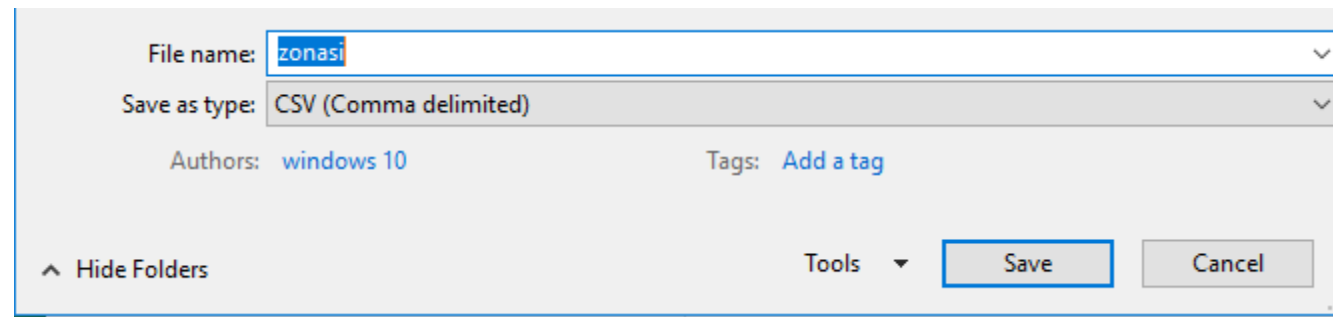 File name: zonasi
Save as type: CSV (Comma delimited)
Authors: windows 10 Tags: Add a tag
Hide Folders Tools Save Cancel